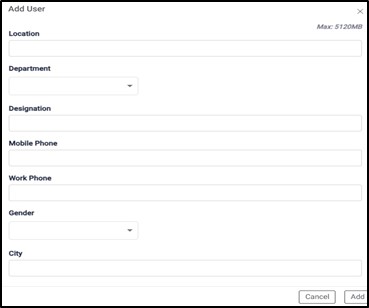 Add User
Max: 5120MB
Location
Department
Designation
Mobile Phone
Work Phone
Gender
City
Cancel
Add